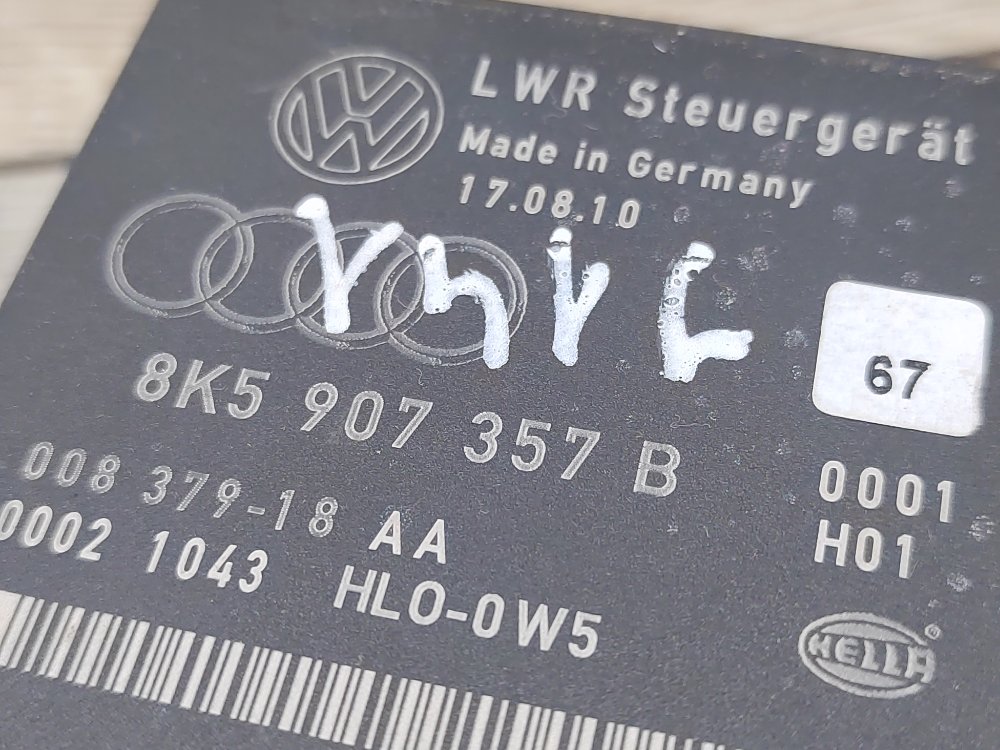 LWR Steuergerät
Made in Germany
17.08.10
67
8K5 907 357 B
0001
008 379-18 AA
H01
0002 1043 HLO-0W5
HELLA